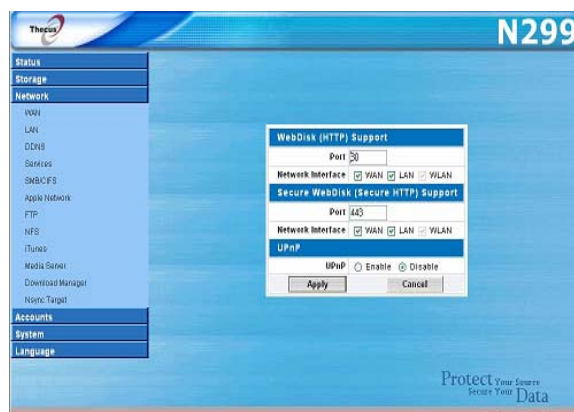 Thecus
N299
Status
Storage
Network
WAN
LAN
DDNS
Services
SMB/CIFS
Apple Network
FTP
NFS
iTunes
Media Server
Download Manager
Nsync Target
Accounts
System
Language
WebDisk (HTTP) Support
Port 80
Network Interface WAN LAN WLAN
Secure WebDisk (Secure HTTP) Support
Port 443
Network Interface WAN LAN WLAN
UPnP
UPnP Enable Disable
Apply Cancel
Protect Your Source
Secure Your Data